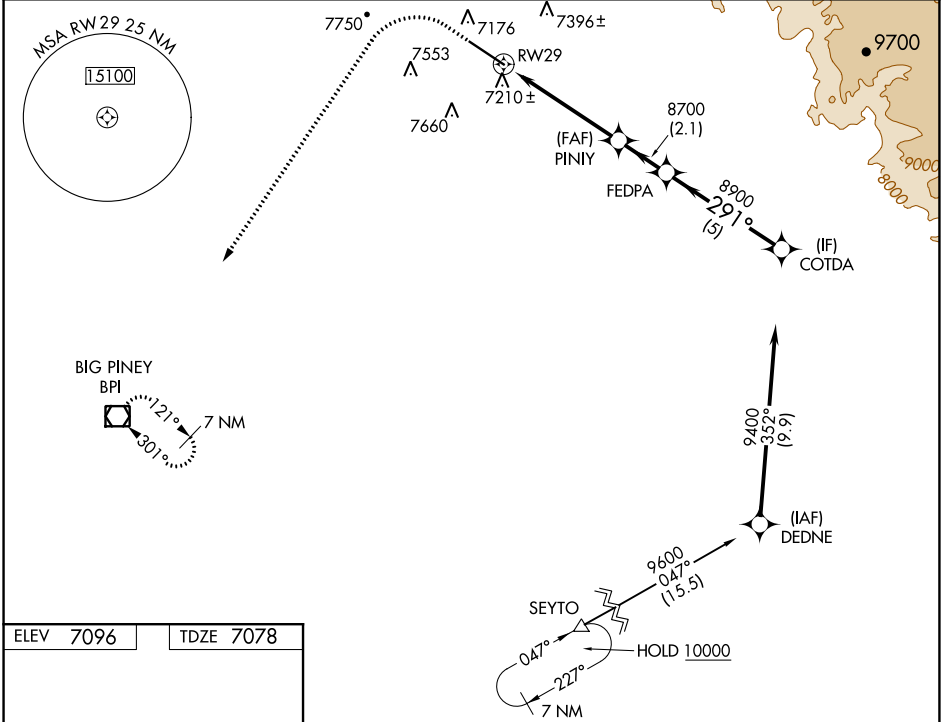 MSA RW29 25 NM
15100
7750
7176
7396±
7553
RW29
7210±
7660
9700
9000
8000
8700
(2.1)
(FAF)
PINIY
FEDPA
8900
291°
(5)
(IF)
COTDA
BIG PINEY
BPI
121°
301°
7 NM
9400
352°
(9.9)
(IAF)
DEDNE
9600
047°
(15.5)
SEYTO
047°
227°
HOLD 10000
7 NM
ELEV 7096
TDZE 7078